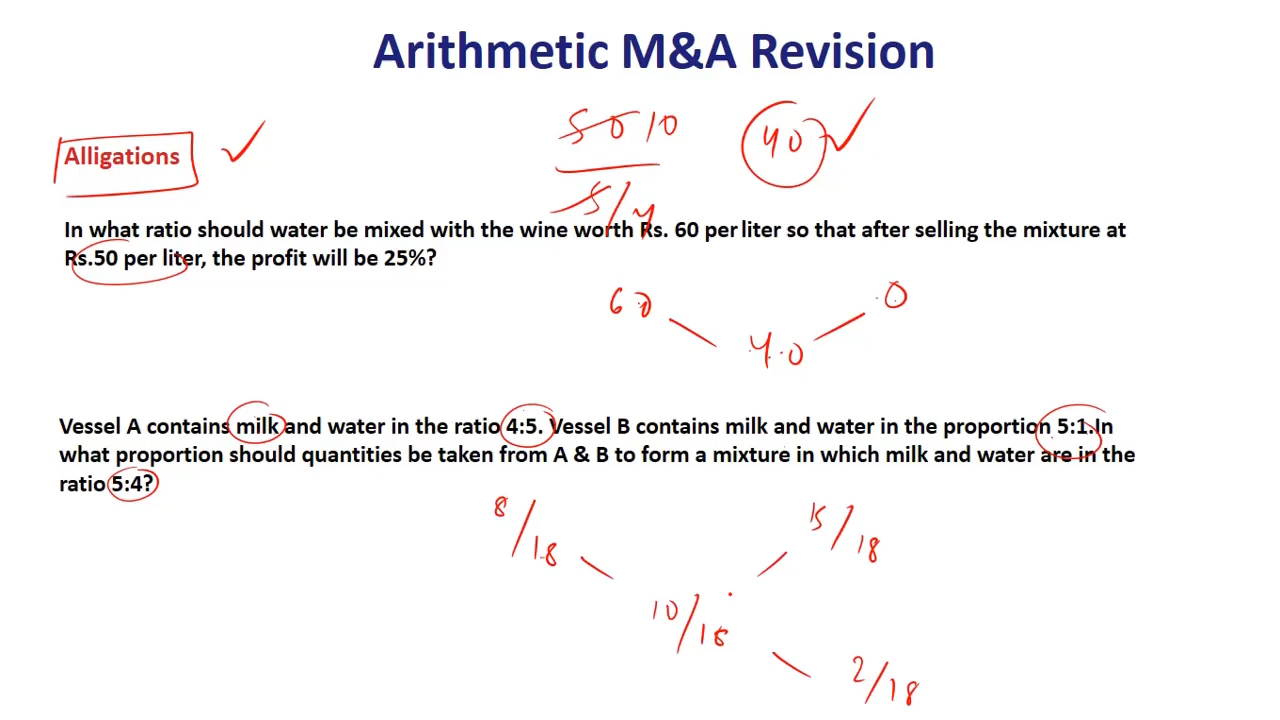 Arithmetic M&A Revision
50 10
40
Alligations
5/4
In what ratio should water be mixed with the wine worth Rs. 60 per liter so that after selling the mixture at
Rs.50 per liter, the profit will be 25%?
60
0
40
Vessel A contains milk and water in the ratio 4:5. Vessel B contains milk and water in the proportion 5:1.In
what proportion should quantities be taken from A & B to form a mixture in which milk and water are in the
ratio 5:4?
8/18
15/18
10/18
2/18